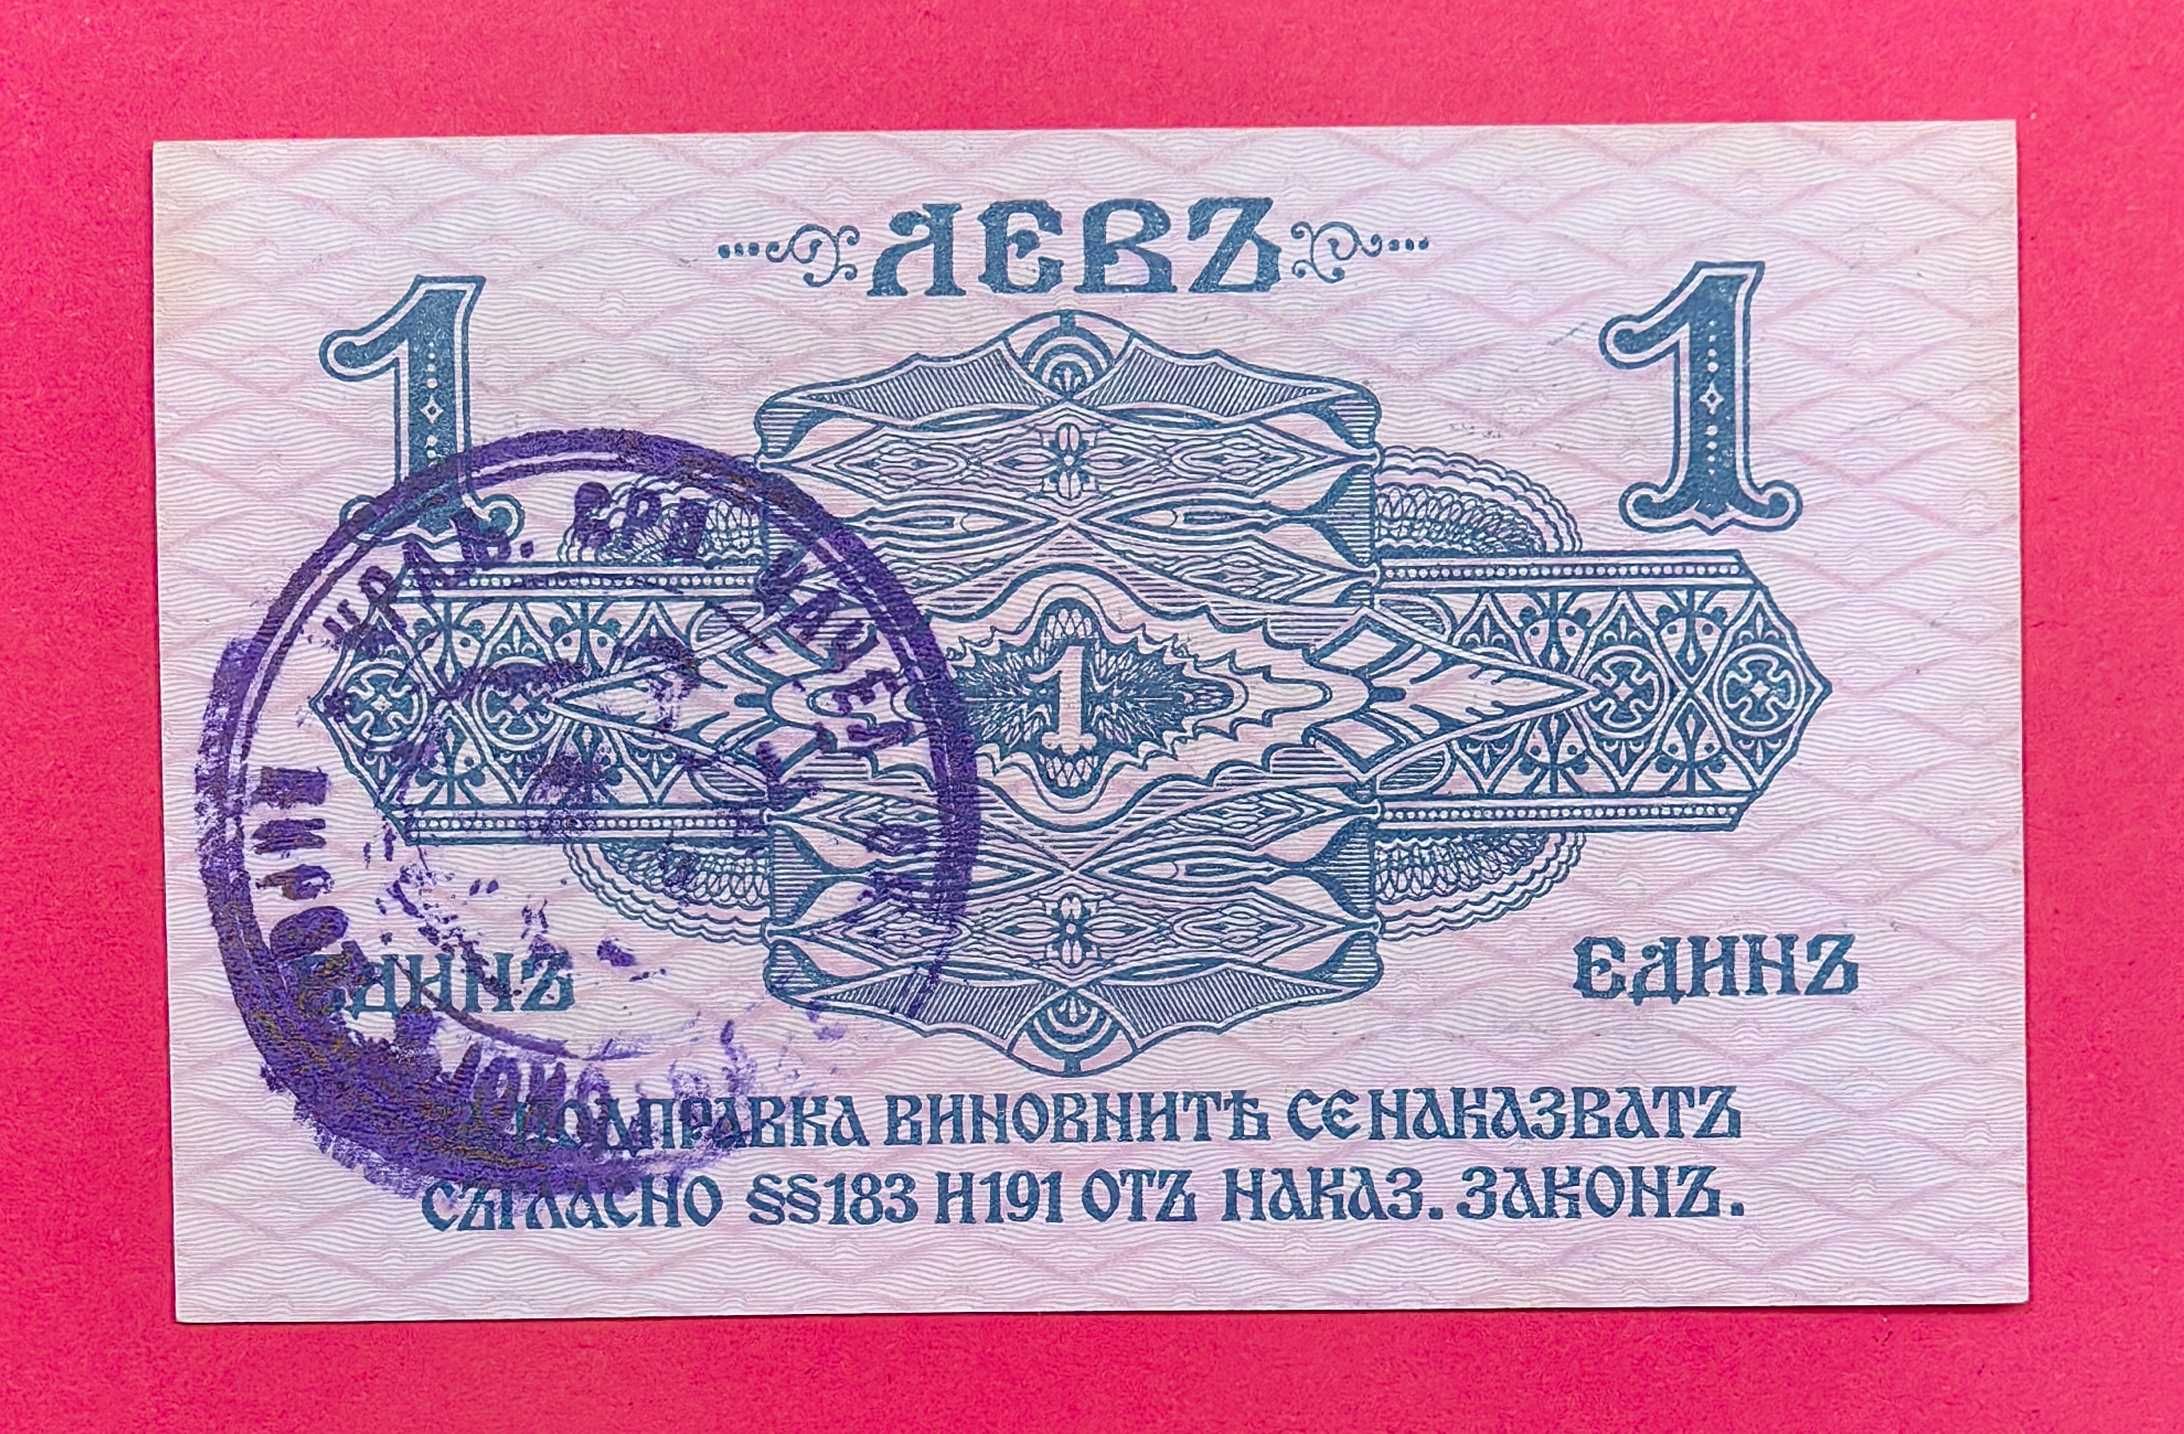 ЛЕВЪ
1 1
1
ЕДИНЪ ЕДИНЪ
ПОДПРАВКА ВИНОВНИТѢ СЕ НАКАЗВАТЪ
СЪГЛАСНО §§183 И 191 ОТЪ НАКАЗ. ЗАКОНЪ.